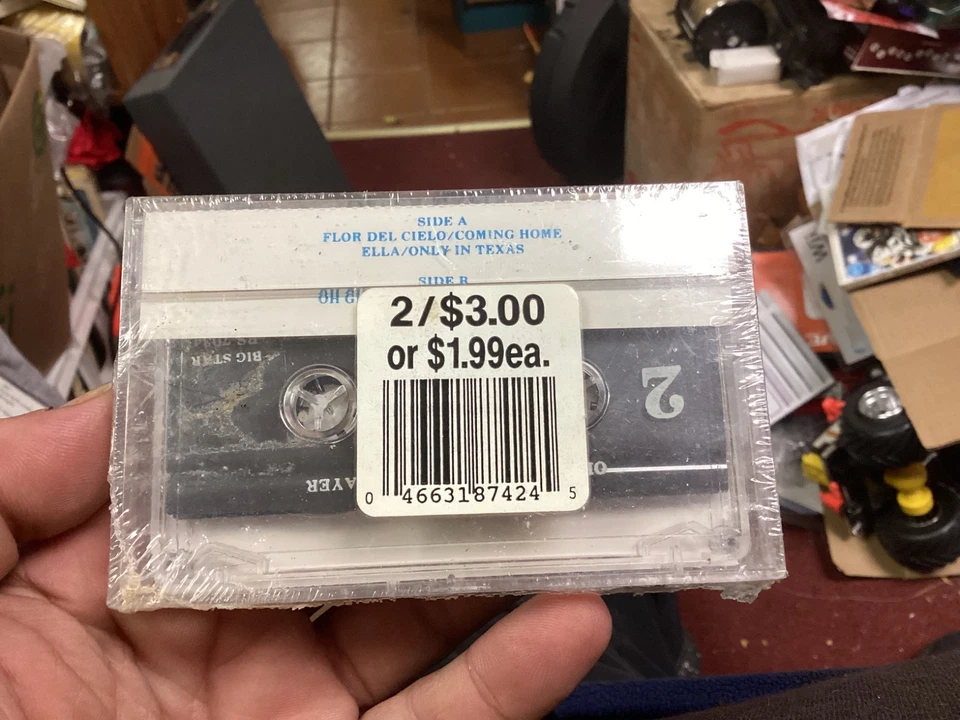 SIDE A
FLOR DEL CIELO/COMING HOME
ELLA/ONLY IN TEXAS
SIDE B
2/$3.00
or $1.99ea.
0 4663187424 5
BIG STAR
2